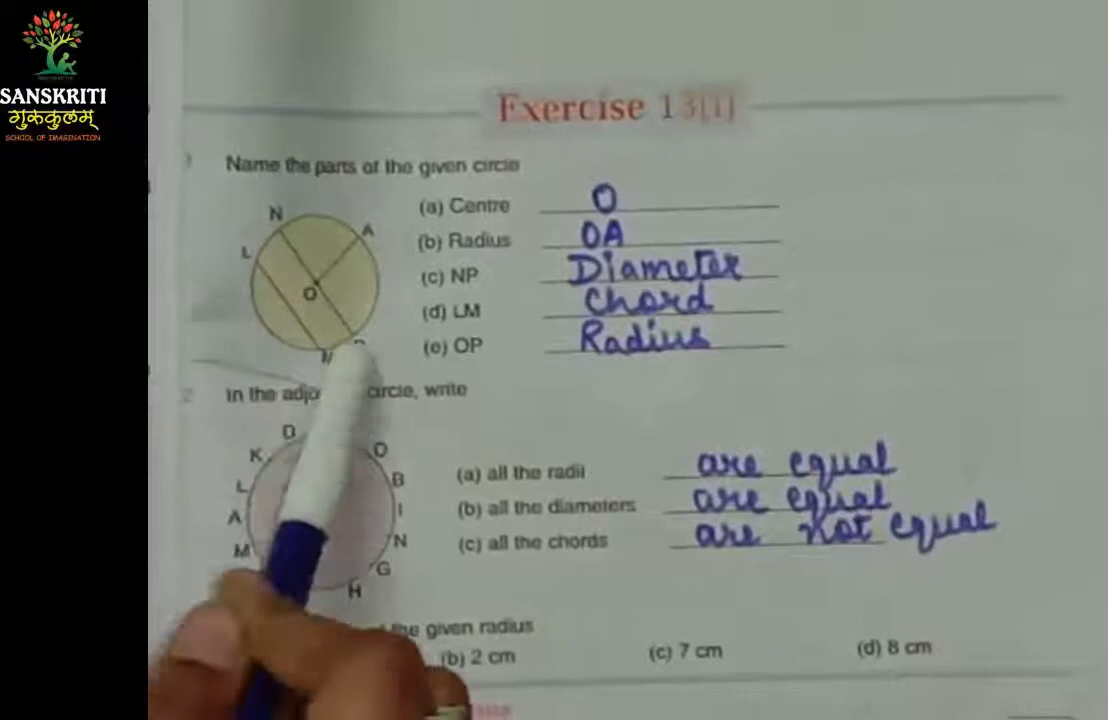 SANSKRITI
गुरुकुलम्
SCHOOL OF IMAGINATION
Exercise 13(i)
Name the parts of the given circle
N
A
L
O
(a) Centre O
(b) Radius OA
(c) NP Diameter
(d) LM Chord
(e) OP Radius
2 In the circle, write
D
O
K
B
L
I
A
N
M
G
H
(a) all the radii are equal
(b) all the diameters are equal
(c) all the chords are not equal
the given radius
(b) 2 cm (c) 7 cm (d) 8 cm